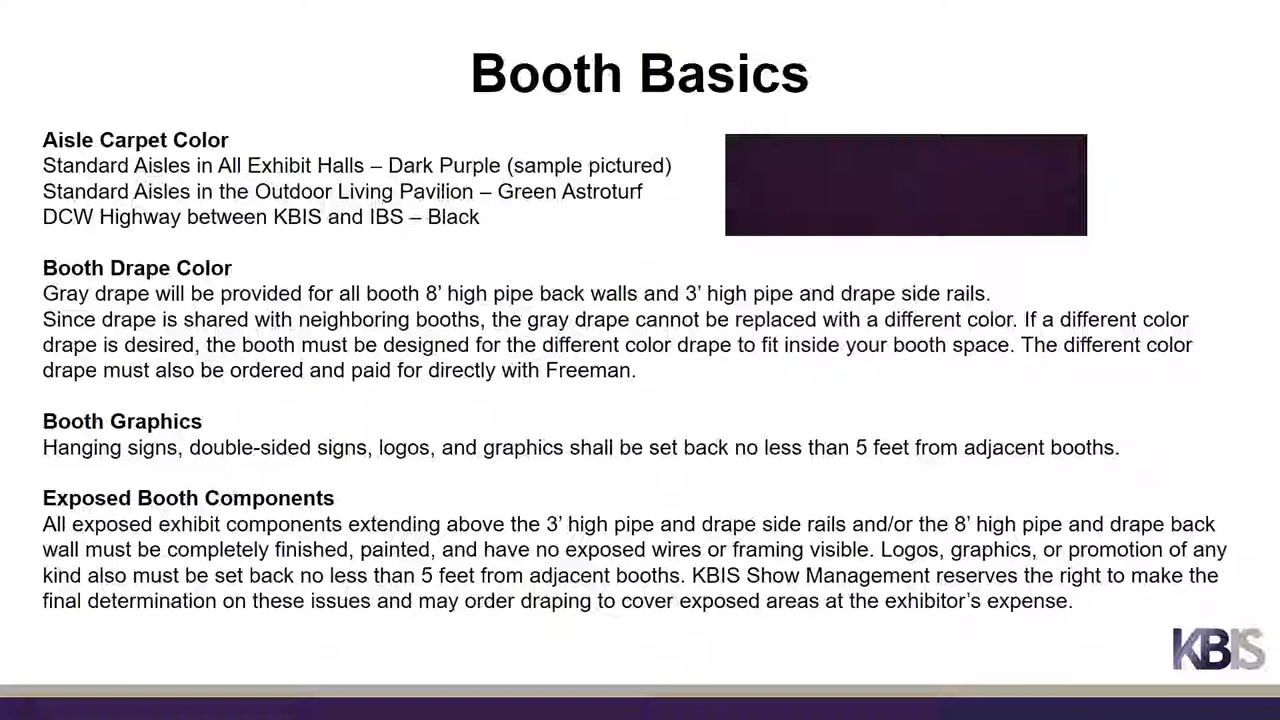 Booth Basics
Aisle Carpet Color
Standard Aisles in All Exhibit Halls – Dark Purple (sample pictured)
Standard Aisles in the Outdoor Living Pavilion – Green Astroturf
DCW Highway between KBIS and IBS – Black
Booth Drape Color
Gray drape will be provided for all booth 8’ high pipe back walls and 3’ high pipe and drape side rails.
Since drape is shared with neighboring booths, the gray drape cannot be replaced with a different color. If a different color
drape is desired, the booth must be designed for the different color drape to fit inside your booth space. The different color
drape must also be ordered and paid for directly with Freeman.
Booth Graphics
Hanging signs, double-sided signs, logos, and graphics shall be set back no less than 5 feet from adjacent booths.
Exposed Booth Components
All exposed exhibit components extending above the 3’ high pipe and drape side rails and/or the 8’ high pipe and drape back
wall must be completely finished, painted, and have no exposed wires or framing visible. Logos, graphics, or promotion of any
kind also must be set back no less than 5 feet from adjacent booths. KBIS Show Management reserves the right to make the
final determination on these issues and may order draping to cover exposed areas at the exhibitor’s expense.
KBIS